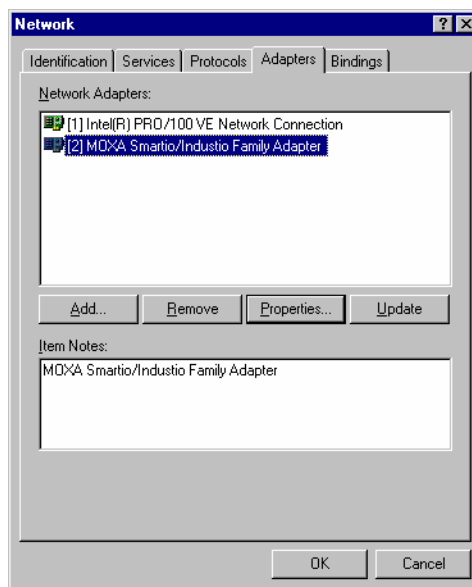 Network
Identification Services Protocols Adapters Bindings
Network Adapters:
[1] Intel(R) PRO/100 VE Network Connection
[2] MOXA Smartio/Industio Family Adapter
Add... Remove Properties... Update
Item Notes:
MOXA Smartio/Industio Family Adapter
OK Cancel